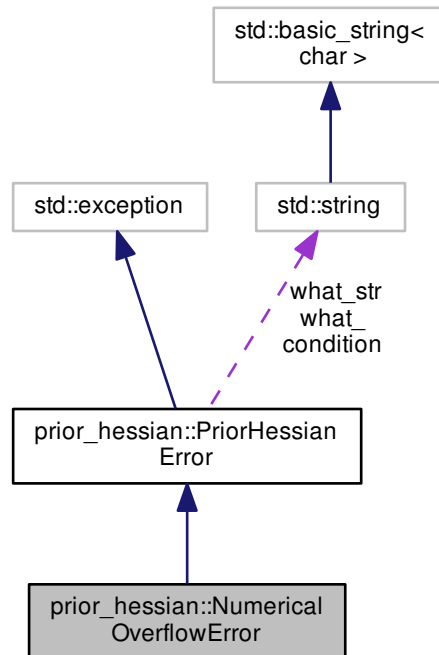 std::basic_string<
char >
std::exception
std::string
what_str
what_
condition
prior_hessian::PriorHessian
Error
prior_hessian::Numerical
OverflowError